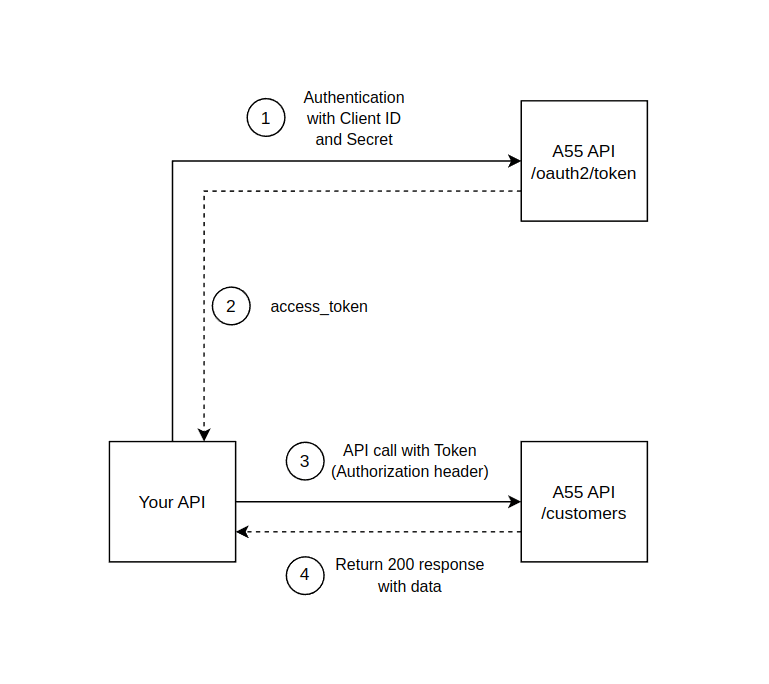 1
Authentication
with Client ID
and Secret
A55 API
/oauth2/token
2
access_token
Your API
3
API call with Token
(Authorization header)
A55 API
/customers
4
Return 200 response
with data